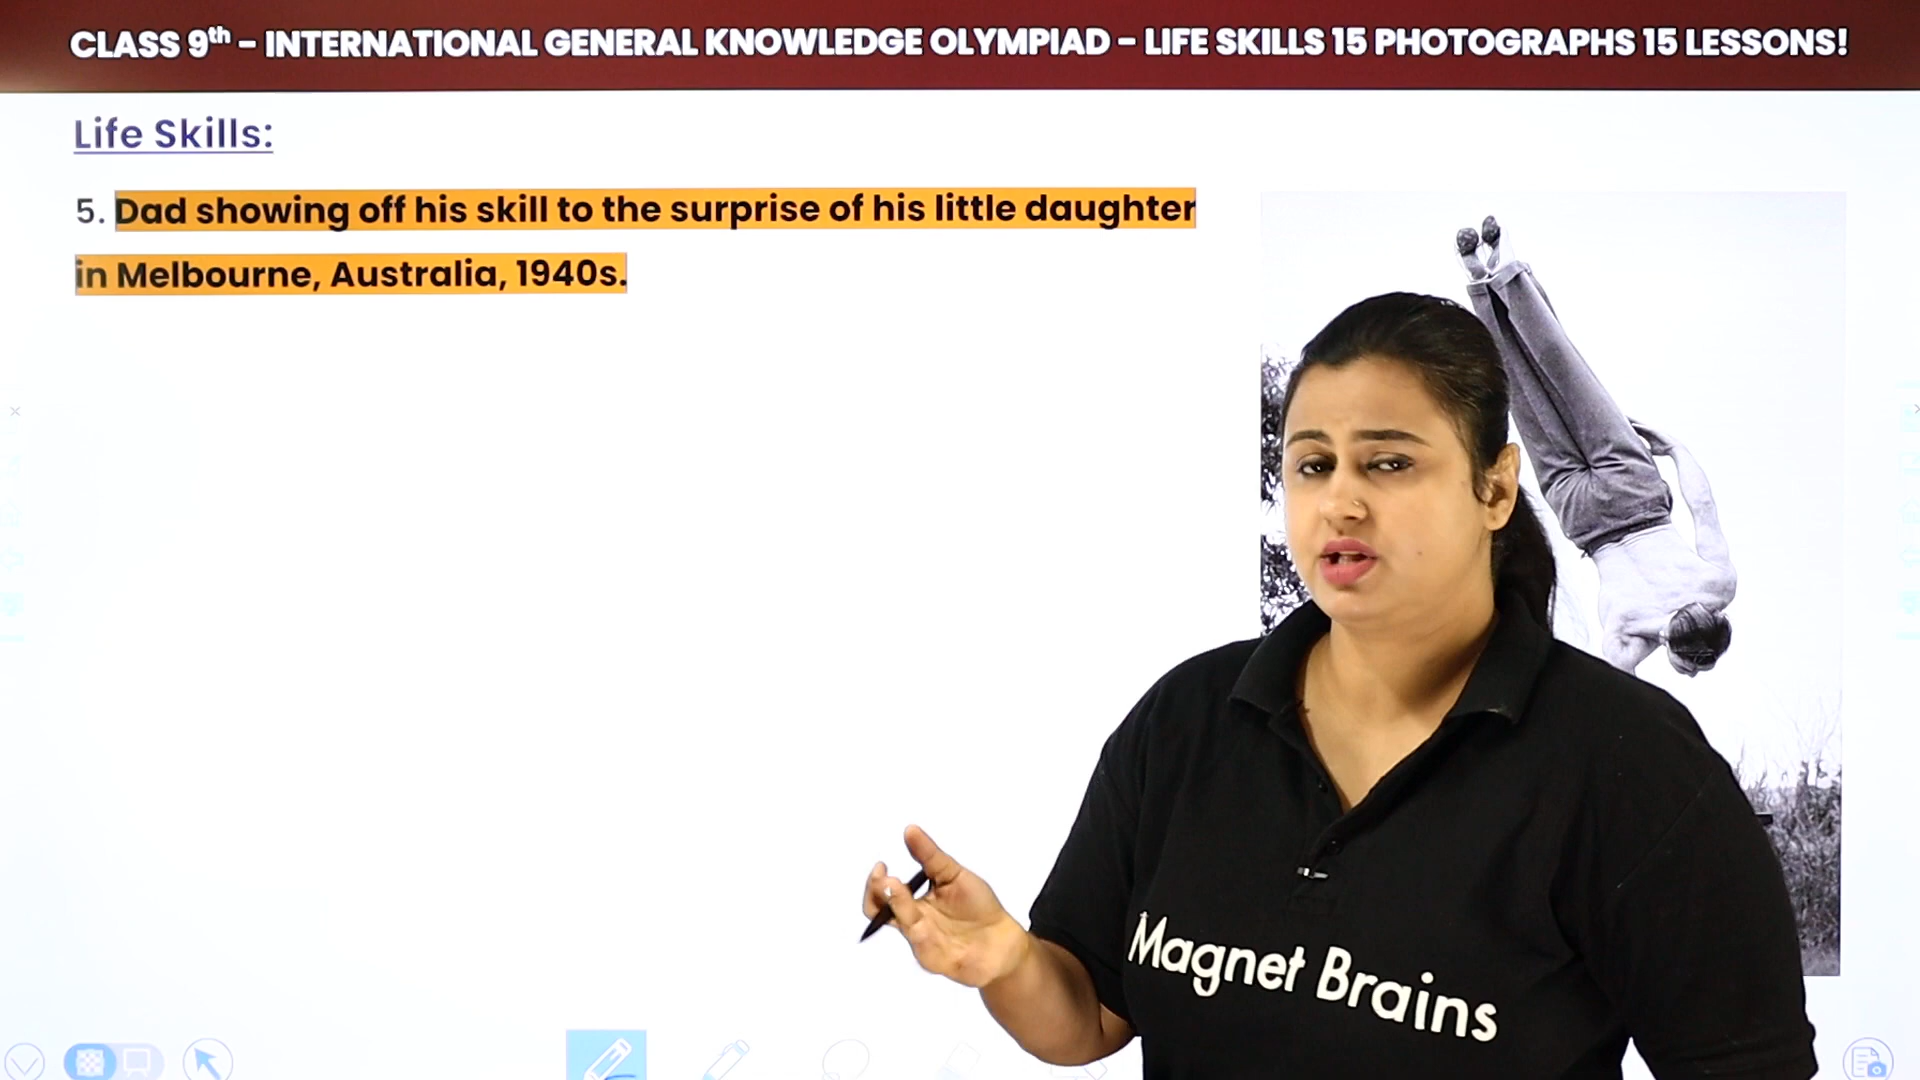 CLASS 9th - INTERNATIONAL GENERAL KNOWLEDGE OLYMPIAD - LIFE SKILLS 15 PHOTOGRAPHS 15 LESSONS!
Life Skills:
5. Dad showing off his skill to the surprise of his little daughter
in Melbourne, Australia, 1940s.
Magnet Brains